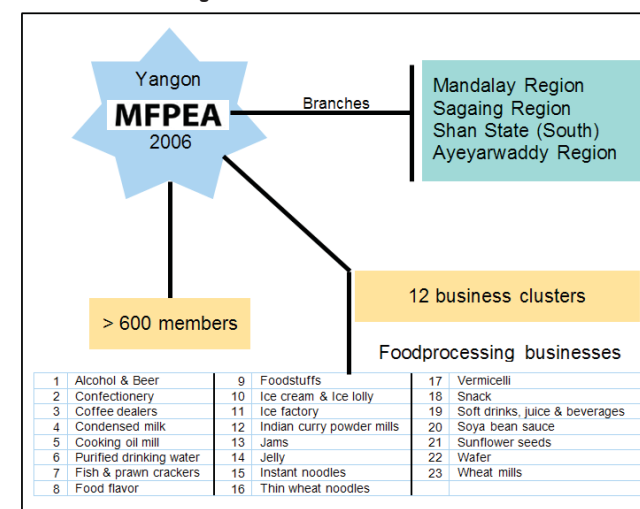 Yangon
MFPEA
2006
Branches
Mandalay Region
Sagaing Region
Shan State (South)
Ayeyarwaddy Region
> 600 members
12 business clusters
Foodprocessing businesses
1 Alcohol & Beer
2 Confectionery
3 Coffee dealers
4 Condensed milk
5 Cooking oil mill
6 Purified drinking water
7 Fish & prawn crackers
8 Food flavor
9 Foodstuffs
10 Ice cream & Ice lolly
11 Ice factory
12 Indian curry powder mills
13 Jams
14 Jelly
15 Instant noodles
16 Thin wheat noodles
17 Vermicelli
18 Snack
19 Soft drinks, juice & beverages
20 Soya bean sauce
21 Sunflower seeds
22 Wafer
23 Wheat mills